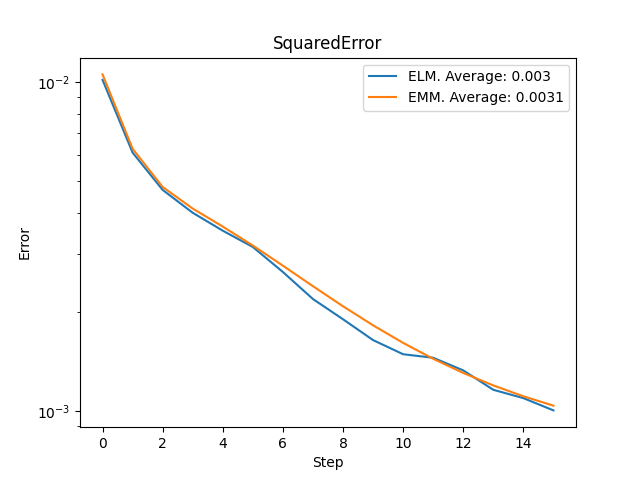 SquaredError
ELM. Average: 0.003
EMM. Average: 0.0031
Error
10⁻²
10⁻³
0 2 4 6 8 10 12 14
Step